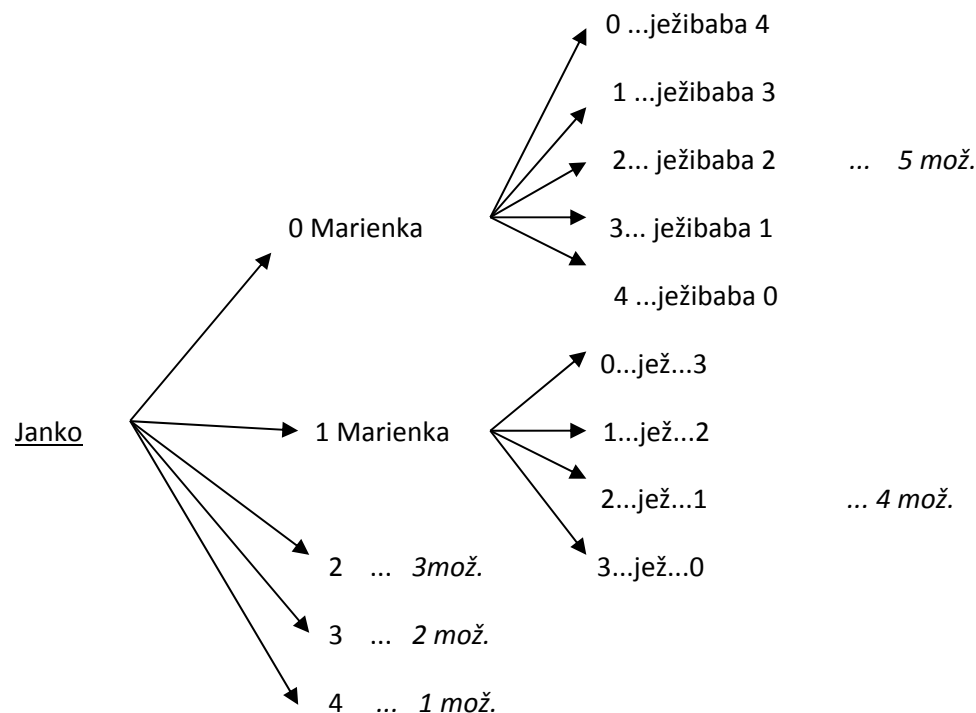 0 ...ježibaba 4
1 ...ježibaba 3
2... ježibaba 2 ... 5 mož.
0 Marienka
3... ježibaba 1
4 ...ježibaba 0
0...jež...3
Janko
1 Marienka
1...jež...2
2...jež...1 ... 4 mož.
2 ... 3mož.
3...jež...0
3 ... 2 mož.
4 ... 1 mož.